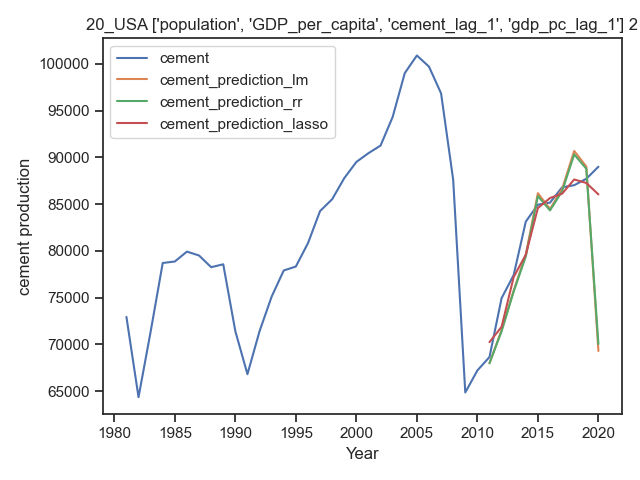 20_USA ['population', 'GDP_per_capita', 'cement_lag_1', 'gdp_pc_lag_1'] 2
cement
cement_prediction_lm
cement_prediction_rr
cement_prediction_lasso
cement production
100000
95000
90000
85000
80000
75000
70000
65000
1980
1985
1990
1995
2000
2005
2010
2015
2020
Year